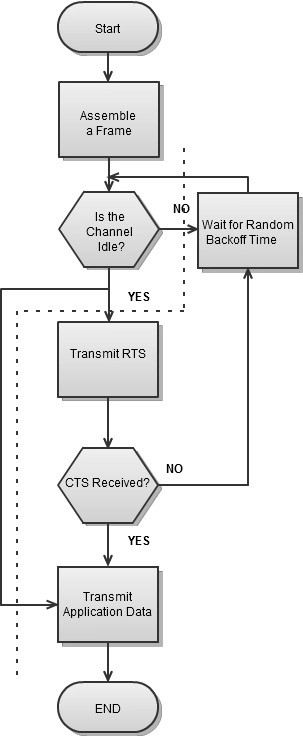 Start
Assemble
a Frame
Is the
Channel
Idle?
NO
Wait for Random
Backoff Time
YES
Transmit RTS
CTS Received?
NO
YES
Transmit
Application Data
END